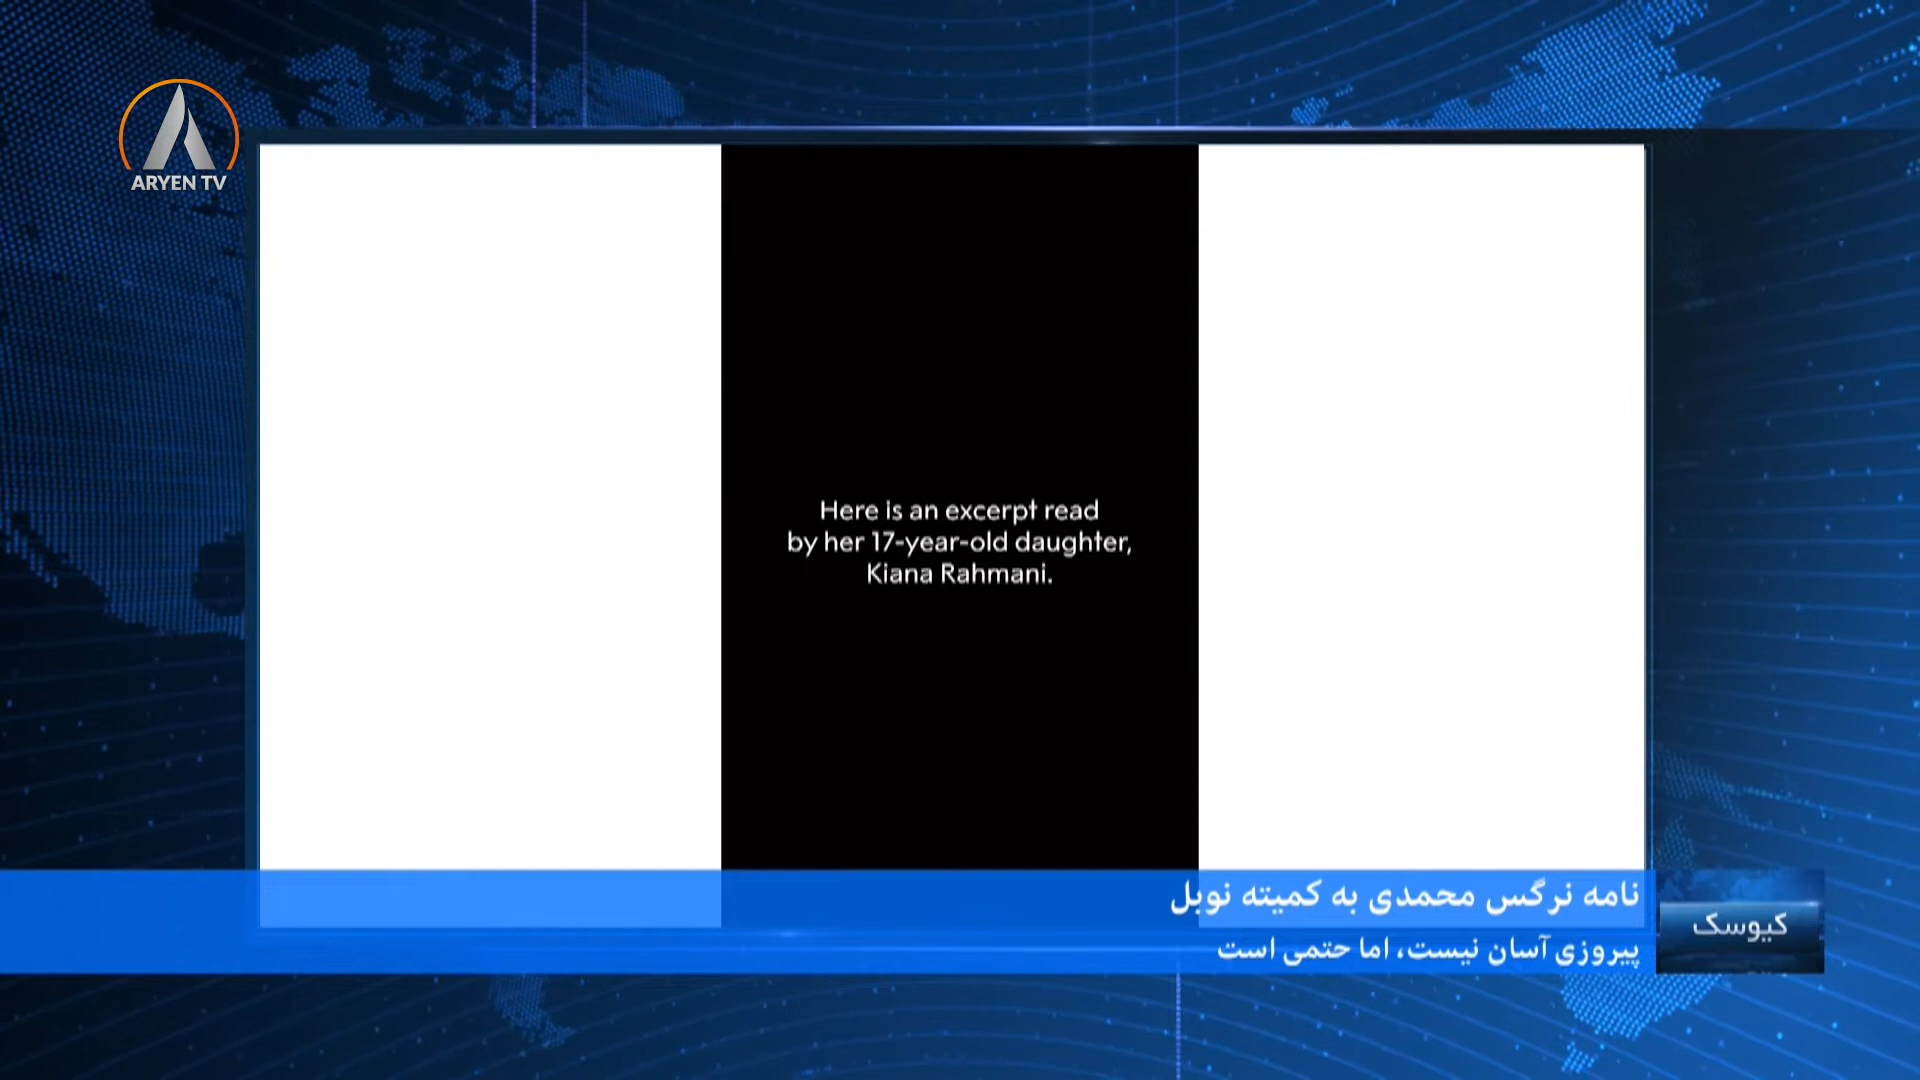 ARYEN TV
Here is an excerpt read
by her 17-year-old daughter,
Kiana Rahmani.
نامه نرگس محمدی به کمیته نوبل
پیروزی آسان نیست، اما حتمی است
کیوسک